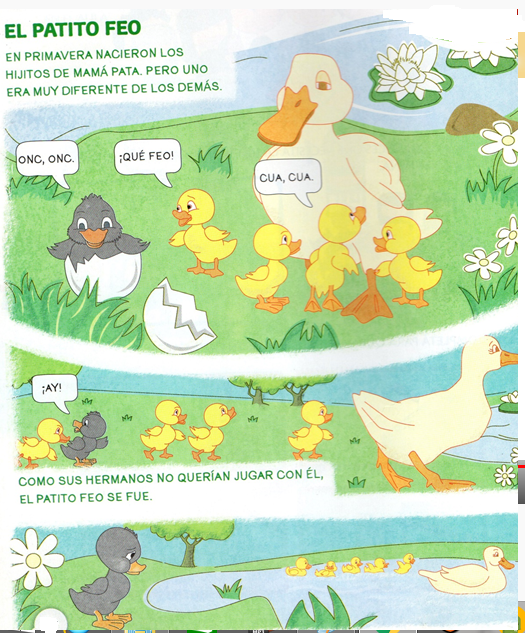 EL PATITO FEO
EN PRIMAVERA NACIERON LOS
HIJITOS DE MAMÁ PATA. PERO UNO
ERA MUY DIFERENTE DE LOS DEMÁS.
ONC, ONC.
¡QUÉ FEO!
CUA, CUA.
¡AY!
COMO SUS HERMANOS NO QUERÍAN JUGAR CON ÉL,
EL PATITO FEO SE FUE.